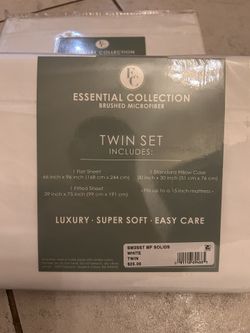 ESSENTIAL COLLECTION
EC
ESSENTIAL COLLECTION
BRUSHED MICROFIBER
TWIN SET
INCLUDES:
1 Flat Sheet
66 inch x 96 inch (168 cm x 244 cm)
1 Fitted Sheet
39 inch x 75 inch (99 cm x 191 cm)
1 Standard Pillow Case
20 inch x 30 inch (51 cm x 76 cm)
Fits up to a 15 inch mattress
LUXURY · SUPER SOFT · EASY CARE
WHITE
TWIN